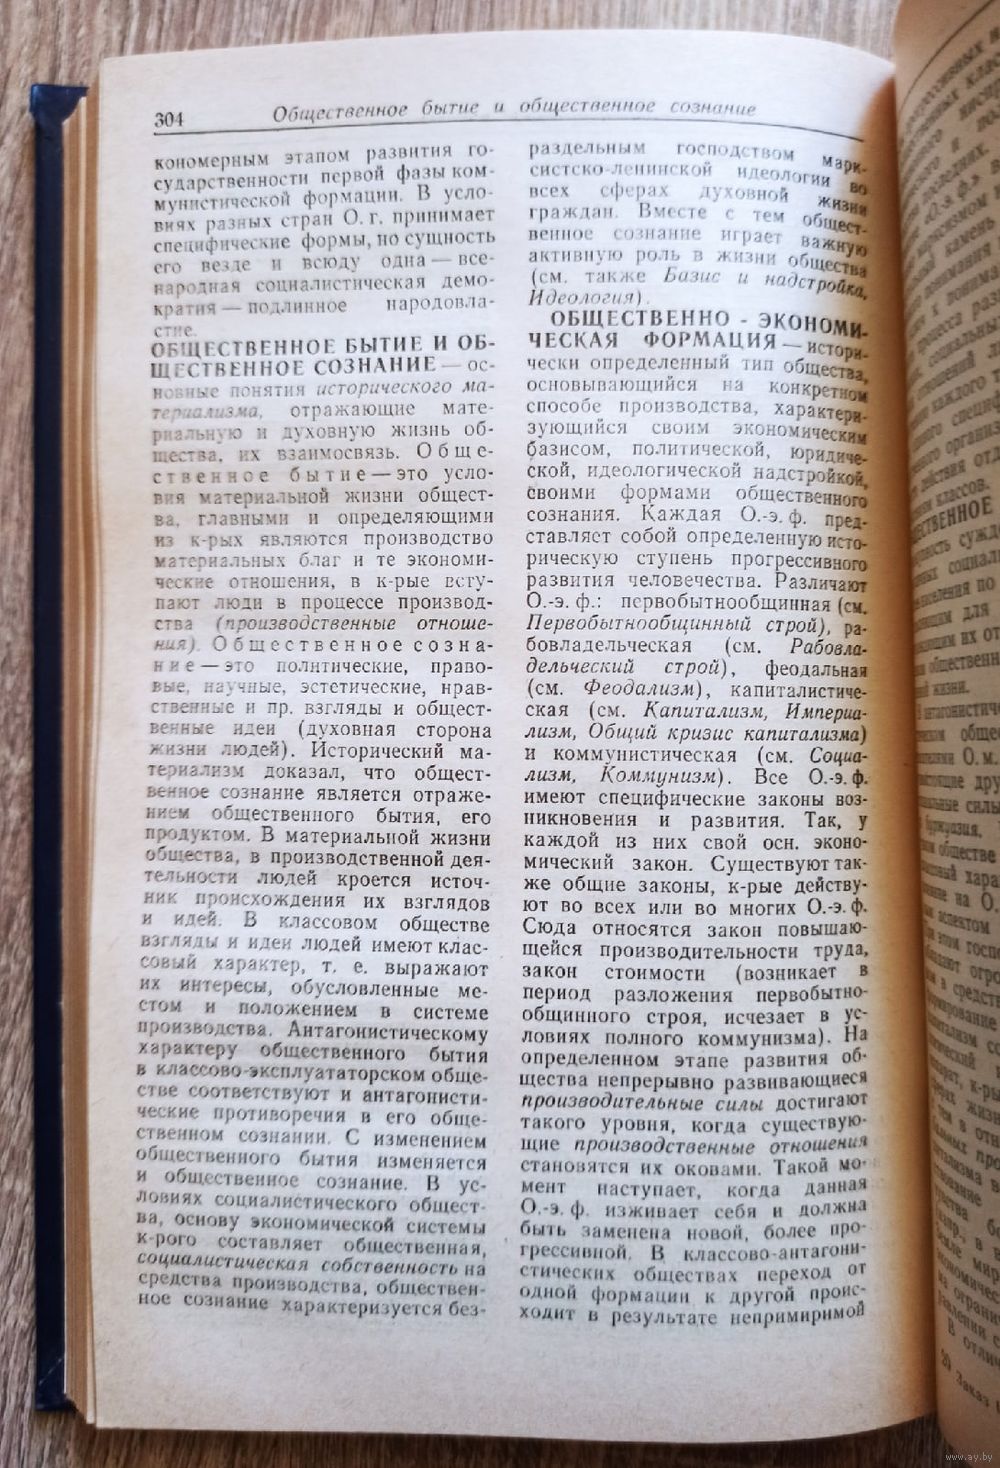 304
Общественное бытие и общественное сознание
кономерным этапом развития го-
сударственности первой фазы ком-
мунистической формации. В усло-
виях разных стран О. г. принимает
специфические формы, но сущность
его везде и всюду одна — все-
народная социалистическая демо-
кратия — подлинное народовла-
стие.
ОБЩЕСТВЕННОЕ БЫТИЕ И ОБ-
ЩЕСТВЕННОЕ СОЗНАНИЕ — ос-
новные понятия исторического ма-
териализма, отражающие мате-
риальную и духовную жизнь об-
щества, их взаимосвязь. Обще-
ственное бытие — это усло-
вия материальной жизни общест-
ва, главными и определяющими
из к-рых являются производство
материальных благ и те экономи-
ческие отношения, в к-рые всту-
пают люди в процессе производ-
ства (производственные отноше-
ния). Общественное созна-
ние — это политические, право-
вые, научные, эстетические, нрав-
ственные и пр. взгляды и общест-
венные идеи (духовная сторона
жизни людей). Исторический ма-
териализм доказал, что общест-
венное сознание является отраже-
нием общественного бытия, его
продуктом. В материальной жизни
общества, в производственной дея-
тельности людей кроется источ-
ник происхождения их взглядов
и идей. В классовом обществе
взгляды и идеи людей имеют клас-
совый характер, т. е. выражают
их интересы, обусловленные ме-
стом и положением в системе
производства. Антагонистическому
характеру общественного бытия
в классово-эксплуататорском обще-
стве соответствуют и антагонисти-
ческие противоречия в его обще-
ственном сознании. С изменением
общественного бытия изменяется
и общественное сознание. В ус-
ловиях социалистического общест-
ва, основу экономической системы
к-рого составляет общественная,
социалистическая собственность на
средства производства, обществен-
ное сознание характеризуется без-
раздельным господством марк-
систско-ленинской идеологии во
всех сферах духовной жизни
граждан. Вместе с тем общест-
венное сознание играет важную
активную роль в жизни общества
(см. также Базис и надстройка,
Идеология).
ОБЩЕСТВЕННО - ЭКОНОМИ-
ЧЕСКАЯ ФОРМАЦИЯ — истори-
чески определенный тип общества,
основывающийся на конкретном
способе производства, характери-
зующийся своим экономическим
базисом, политической, юридиче-
ской, идеологической надстройкой,
своими формами общественного
сознания. Каждая О.-э. ф. пред-
ставляет собой определенную исто-
рическую ступень прогрессивного
развития человечества. Различают
О.-э. ф.: первобытнообщинная (см.
Первобытнообщинный строй), ра-
бовладельческая (см. Рабовла-
дельческий строй), феодальная
(см. Феодализм), капиталистиче-
ская (см. Капитализм, Империа-
лизм, Общий кризис капитализма)
и коммунистическая (см. Социа-
лизм, Коммунизм). Все О.-э. ф.
имеют специфические законы воз-
никновения и развития. Так, у
каждой из них свой осн. эконо-
мический закон. Существуют так-
же общие законы, к-рые действу-
ют во всех или во многих О.-э. ф.
Сюда относятся закон повышаю-
щейся производительности труда,
закон стоимости (возникает в
период разложения первобытно-
общинного строя, исчезает в ус-
ловиях полного коммунизма). На
определенном этапе развития об-
щества непрерывно развивающиеся
производительные силы достигают
такого уровня, когда существую-
щие производственные отношения
становятся их оковами. Такой мо-
мент наступает, когда данная
О.-э. ф. изживает себя и должна
быть заменена новой, более про-
грессивной. В классово-антагони-
стических обществах переход от
одной формации к другой проис-
ходит в результате непримиримой
www.ay.by